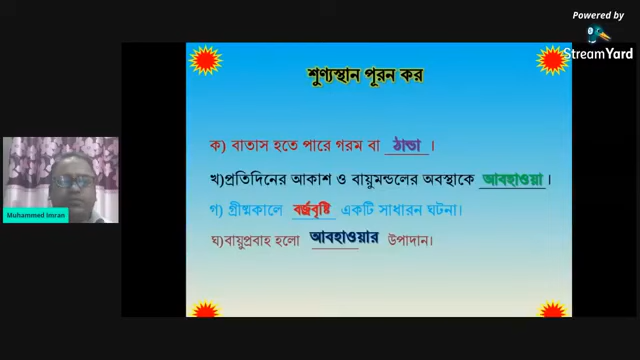 Powered by
StreamYard
শুণ্যস্থান পূরন কর
ক) বাতাস হতে পারে গরম বা ঠান্ডা ।
খ)প্রতিদিনের আকাশ ও বায়ুমন্ডলের অবস্থাকে আবহাওয়া ।
গ) গ্রীষ্মকালে বর্জ্রবৃষ্টি একটি সাধারন ঘটনা।
ঘ)বায়ুপ্রবাহ হলো আবহাওয়ার উপাদান।
Muhammed Imran